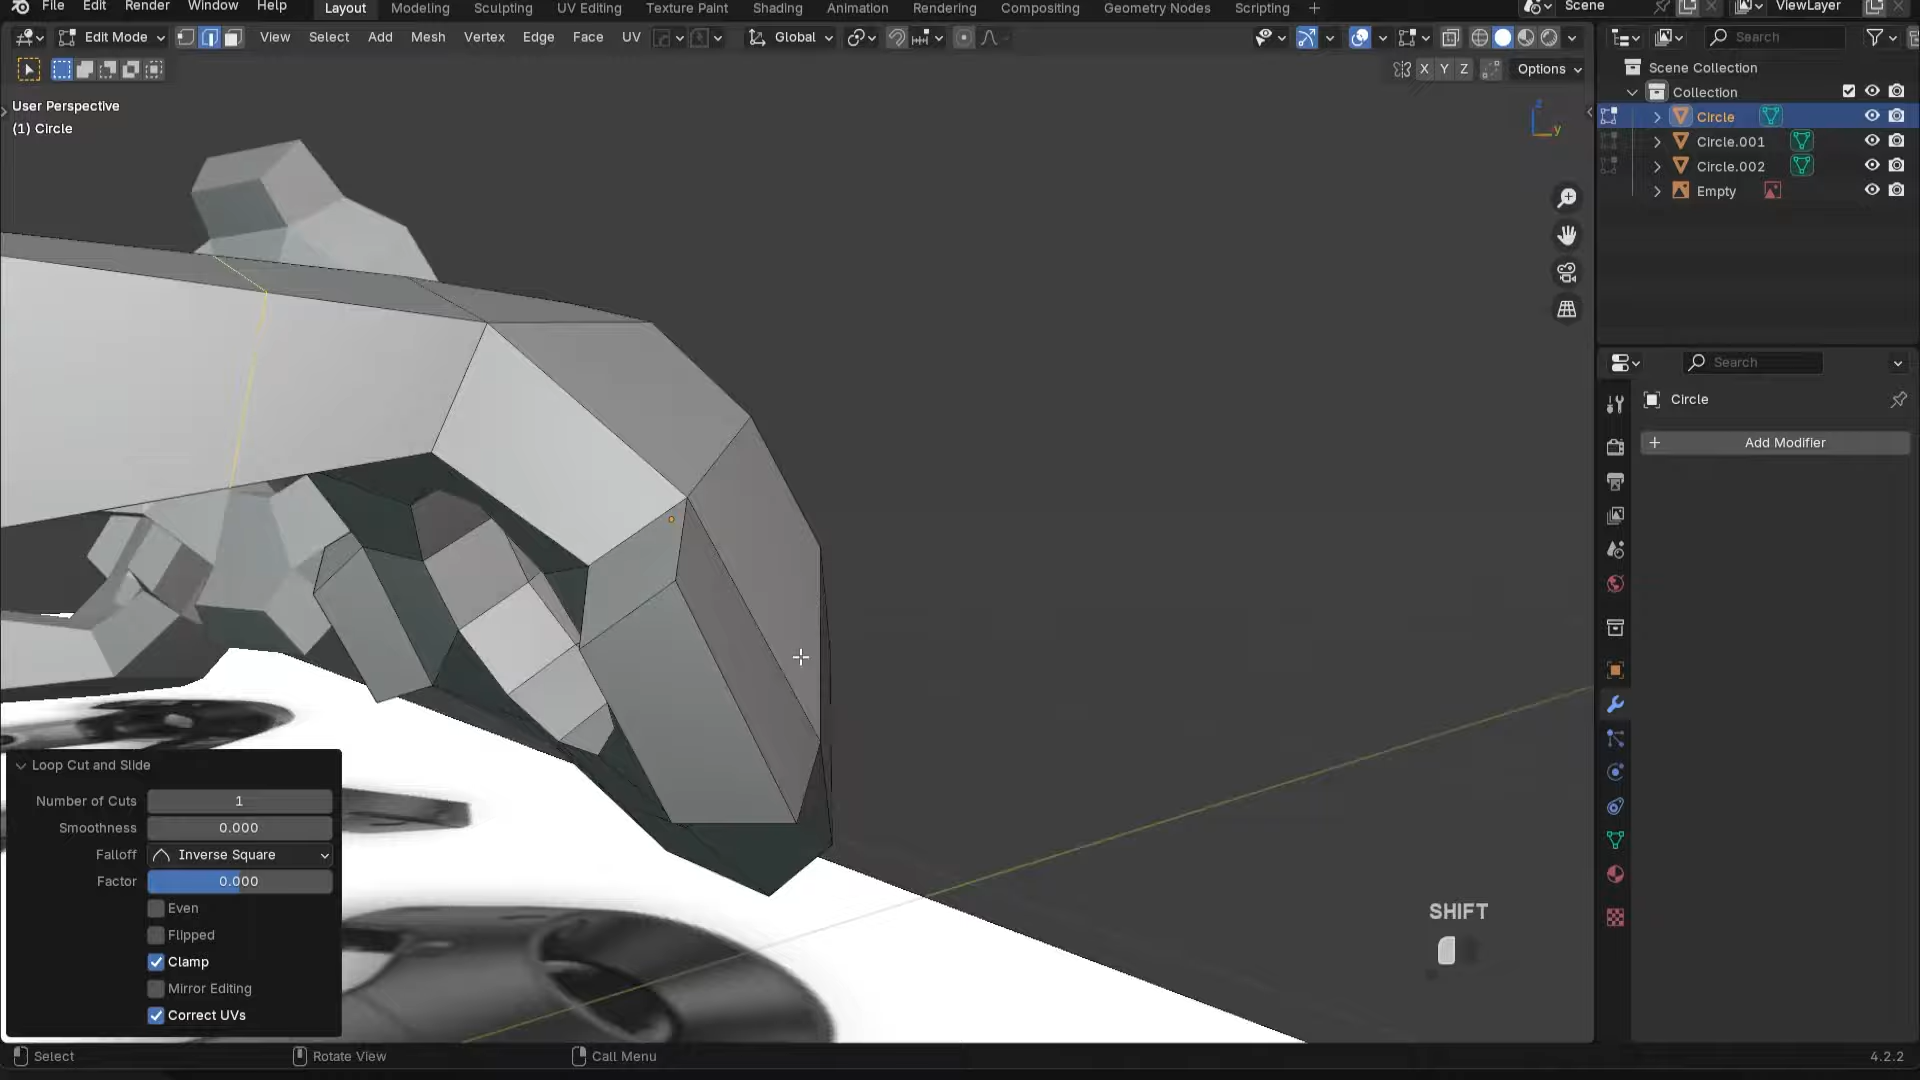 File Edit Render Window Help Layout Modeling Sculpting UV Editing Texture Paint Shading Animation Rendering Compositing Geometry Nodes Scripting + Scene ViewLayer
Edit Mode View Select Add Mesh Vertex Edge Face UV Global Search
X Y Z Options
Scene Collection
Collection
Circle
Circle.001
Circle.002
Empty
User Perspective
(1) Circle
z
y
Search
Circle
+ Add Modifier
Loop Cut and Slide
Number of Cuts 1
Smoothness 0.000
Falloff Inverse Square
Factor 0.000
Even
Flipped
Clamp
Mirror Editing
Correct UVs
SHIFT
Select Rotate View Call Menu 4.2.2